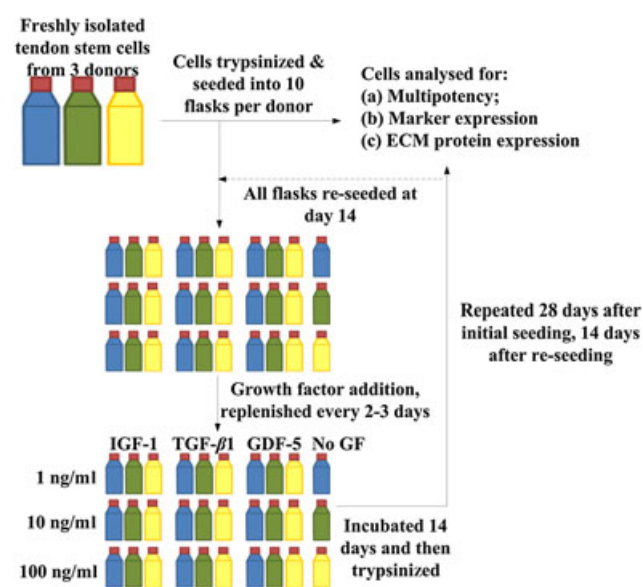 Freshly isolated
tendon stem cells
from 3 donors
Cells trypsinized &
seeded into 10
flasks per donor
Cells analysed for:
(a) Multipotency;
(b) Marker expression
(c) ECM protein expression
All flasks re-seeded at
day 14
Repeated 28 days after
initial seeding, 14 days
after re-seeding
Growth factor addition,
replenished every 2-3 days
IGF-1 TGF-β1 GDF-5 No GF
1 ng/ml
10 ng/ml
100 ng/ml
Incubated 14
days and then
trypsinized